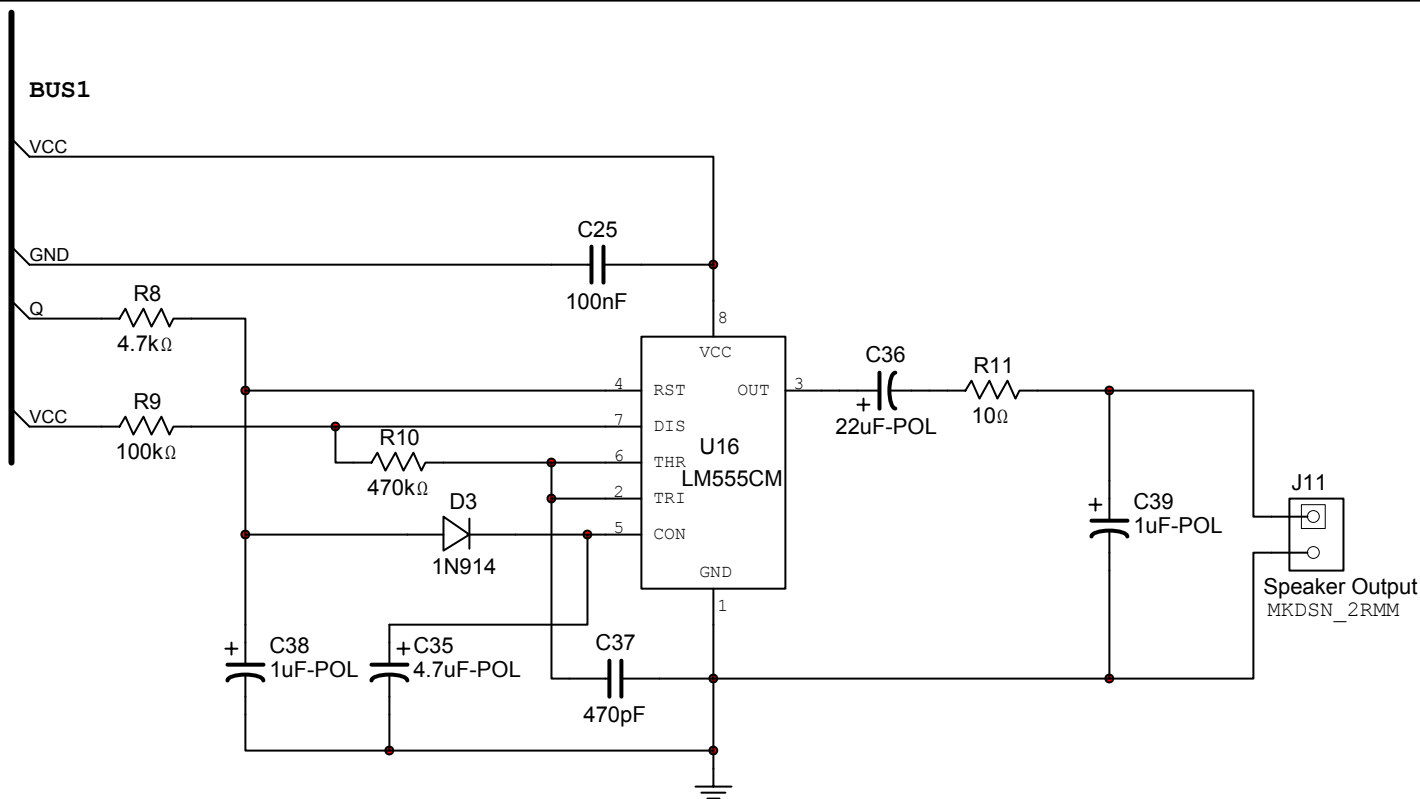 BUS1
VCC
GND
C25
100nF
Q
R8
4.7kΩ
VCC
R9
100kΩ
R10
470kΩ
D3
1N914
8
VCC
4
RST
OUT
3
7
DIS
6
THR
2
TRI
5
CON
U16
LM555CM
GND
1
C36
+
22uF-POL
R11
10Ω
+
C39
1uF-POL
J11
Speaker Output
MKDSN_2RMM
+
C38
1uF-POL
+
C35
4.7uF-POL
C37
470pF